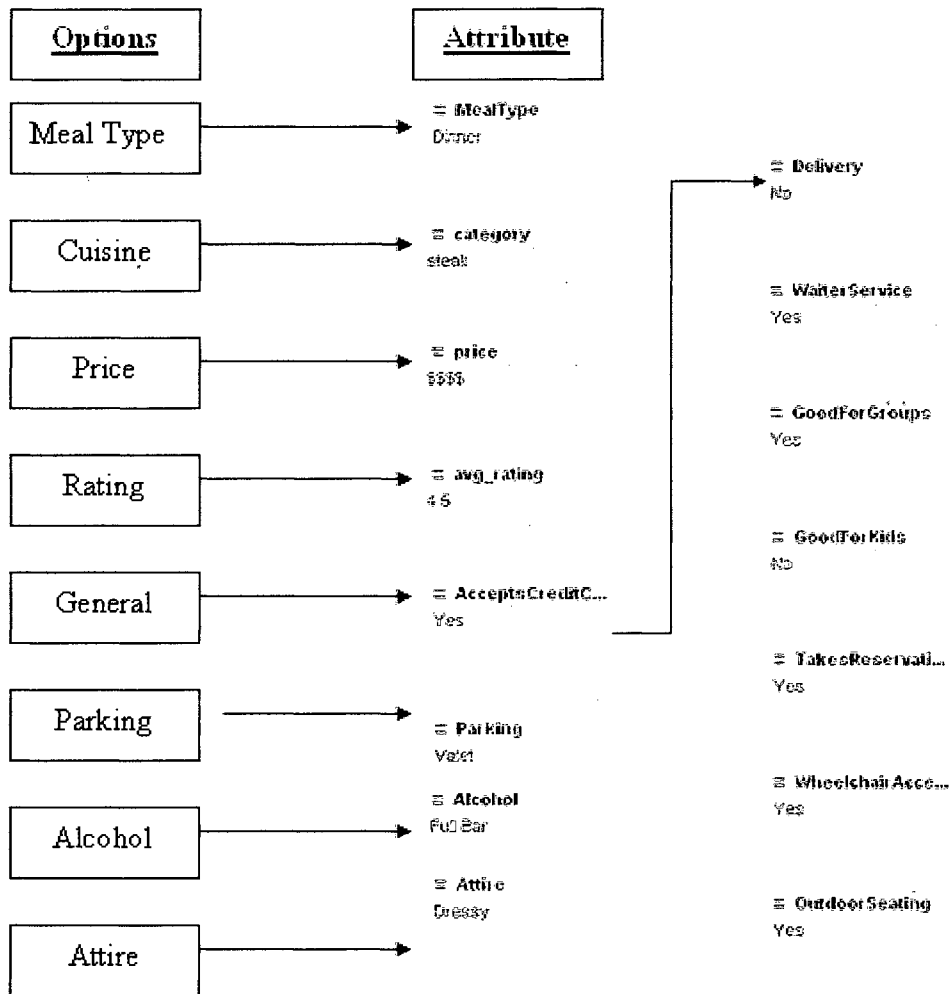 Options
Attribute
Meal Type
= MealType
Dinner
Cuisine
= category
steak
Price
= price
$$$$
Rating
= avg_rating
4.5
General
= AcceptsCreditC...
Yes
Parking
= Parking
Valet
Alcohol
= Alcohol
Full Bar
Attire
= Attire
Dressy
= Delivery
No
= WaiterService
Yes
= GoodForGroups
Yes
= GoodForKids
No
= TakesReservati...
Yes
= WheelchairAcce...
Yes
= OutdoorSeating
Yes